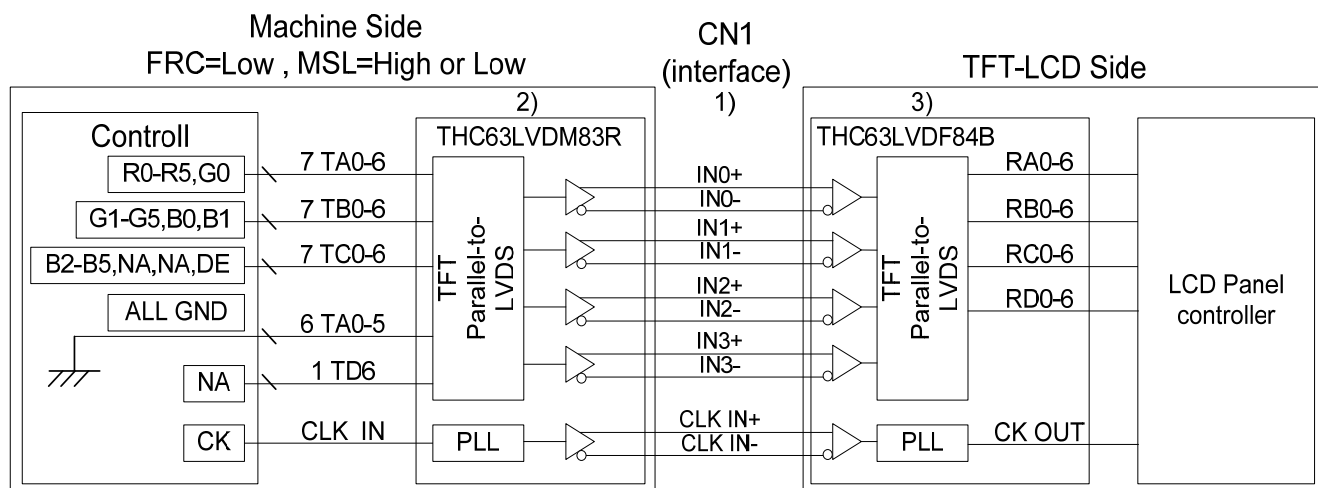 Machine Side
FRC=Low , MSL=High or Low
CN1
(interface)
1)
TFT-LCD Side
2)
3)
Controll
THC63LVDM83R
THC63LVDF84B
R0-R5,G0
7 TA0-6
G1-G5,B0,B1
7 TB0-6
B2-B5,NA,NA,DE
7 TC0-6
ALL GND
6 TA0-5
NA
1 TD6
CK
CLK IN
TFT
Parallel-to-
LVDS
PLL
IN0+
IN0-
IN1+
IN1-
IN2+
IN2-
IN3+
IN3-
CLK IN+
CLK IN-
TFT
Parallel-to-
LVDS
PLL
RA0-6
RB0-6
RC0-6
RD0-6
CK OUT
LCD Panel
controller